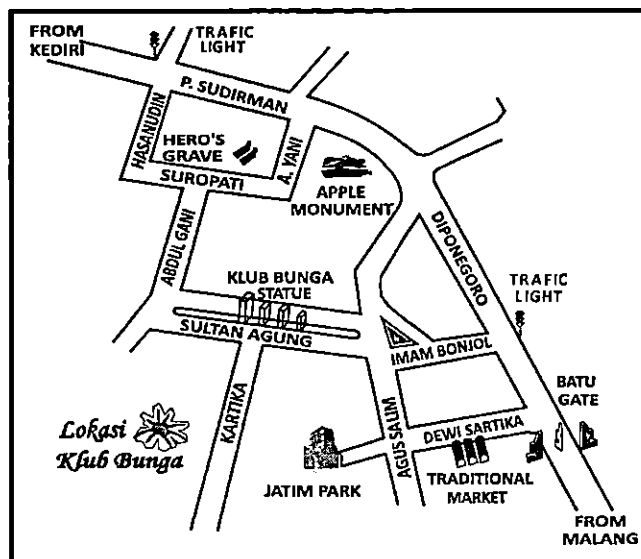 FROM
KEDIRI
TRAFIC
LIGHT
P. SUDIRMAN
HASANUDIN
HERO'S
GRAVE
A. YANI
SUROPATI
APPLE
MONUMENT
ABDUL GANI
DIPONEGORO
KLUB BUNGA
STATUE
TRAFIC
LIGHT
SULTAN AGUNG
IMAM BONJOL
BATU
GATE
KARTIKA
AGUS SALIM
DEWI SARTIKA
Lokasi
Klub Bunga
JATIM PARK
TRADITIONAL
MARKET
FROM
MALANG